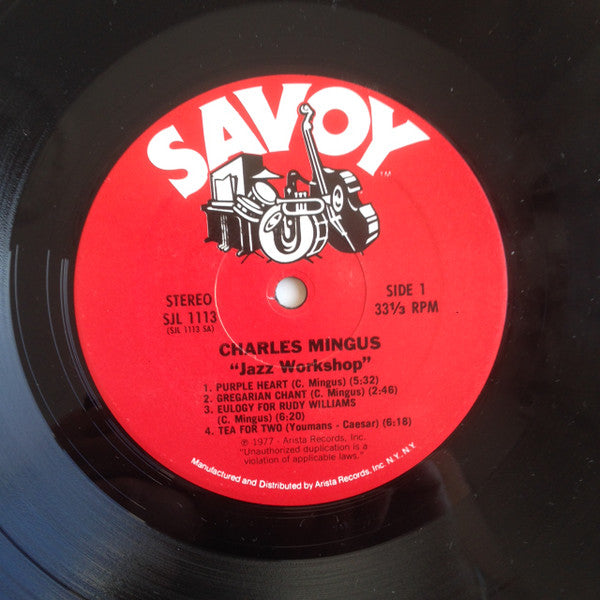 SAVOY
TM
STEREO
SJL 1113
(SJL 1113 SA)
SIDE 1
33⅓ RPM
CHARLES MINGUS
"Jazz Workshop"
1. PURPLE HEART (C. Mingus) (5:32)
2. GREGARIAN CHANT (C. Mingus) (2:46)
3. EULOGY FOR RUDY WILLIAMS
(C. Mingus) (6:20)
4. TEA FOR TWO (Youmans - Caesar) (6:18)
℗ 1977 - Arista Records, Inc.
"Unauthorized duplication is a
violation of applicable laws."
Manufactured and Distributed by Arista Records, Inc N.Y. N.Y.